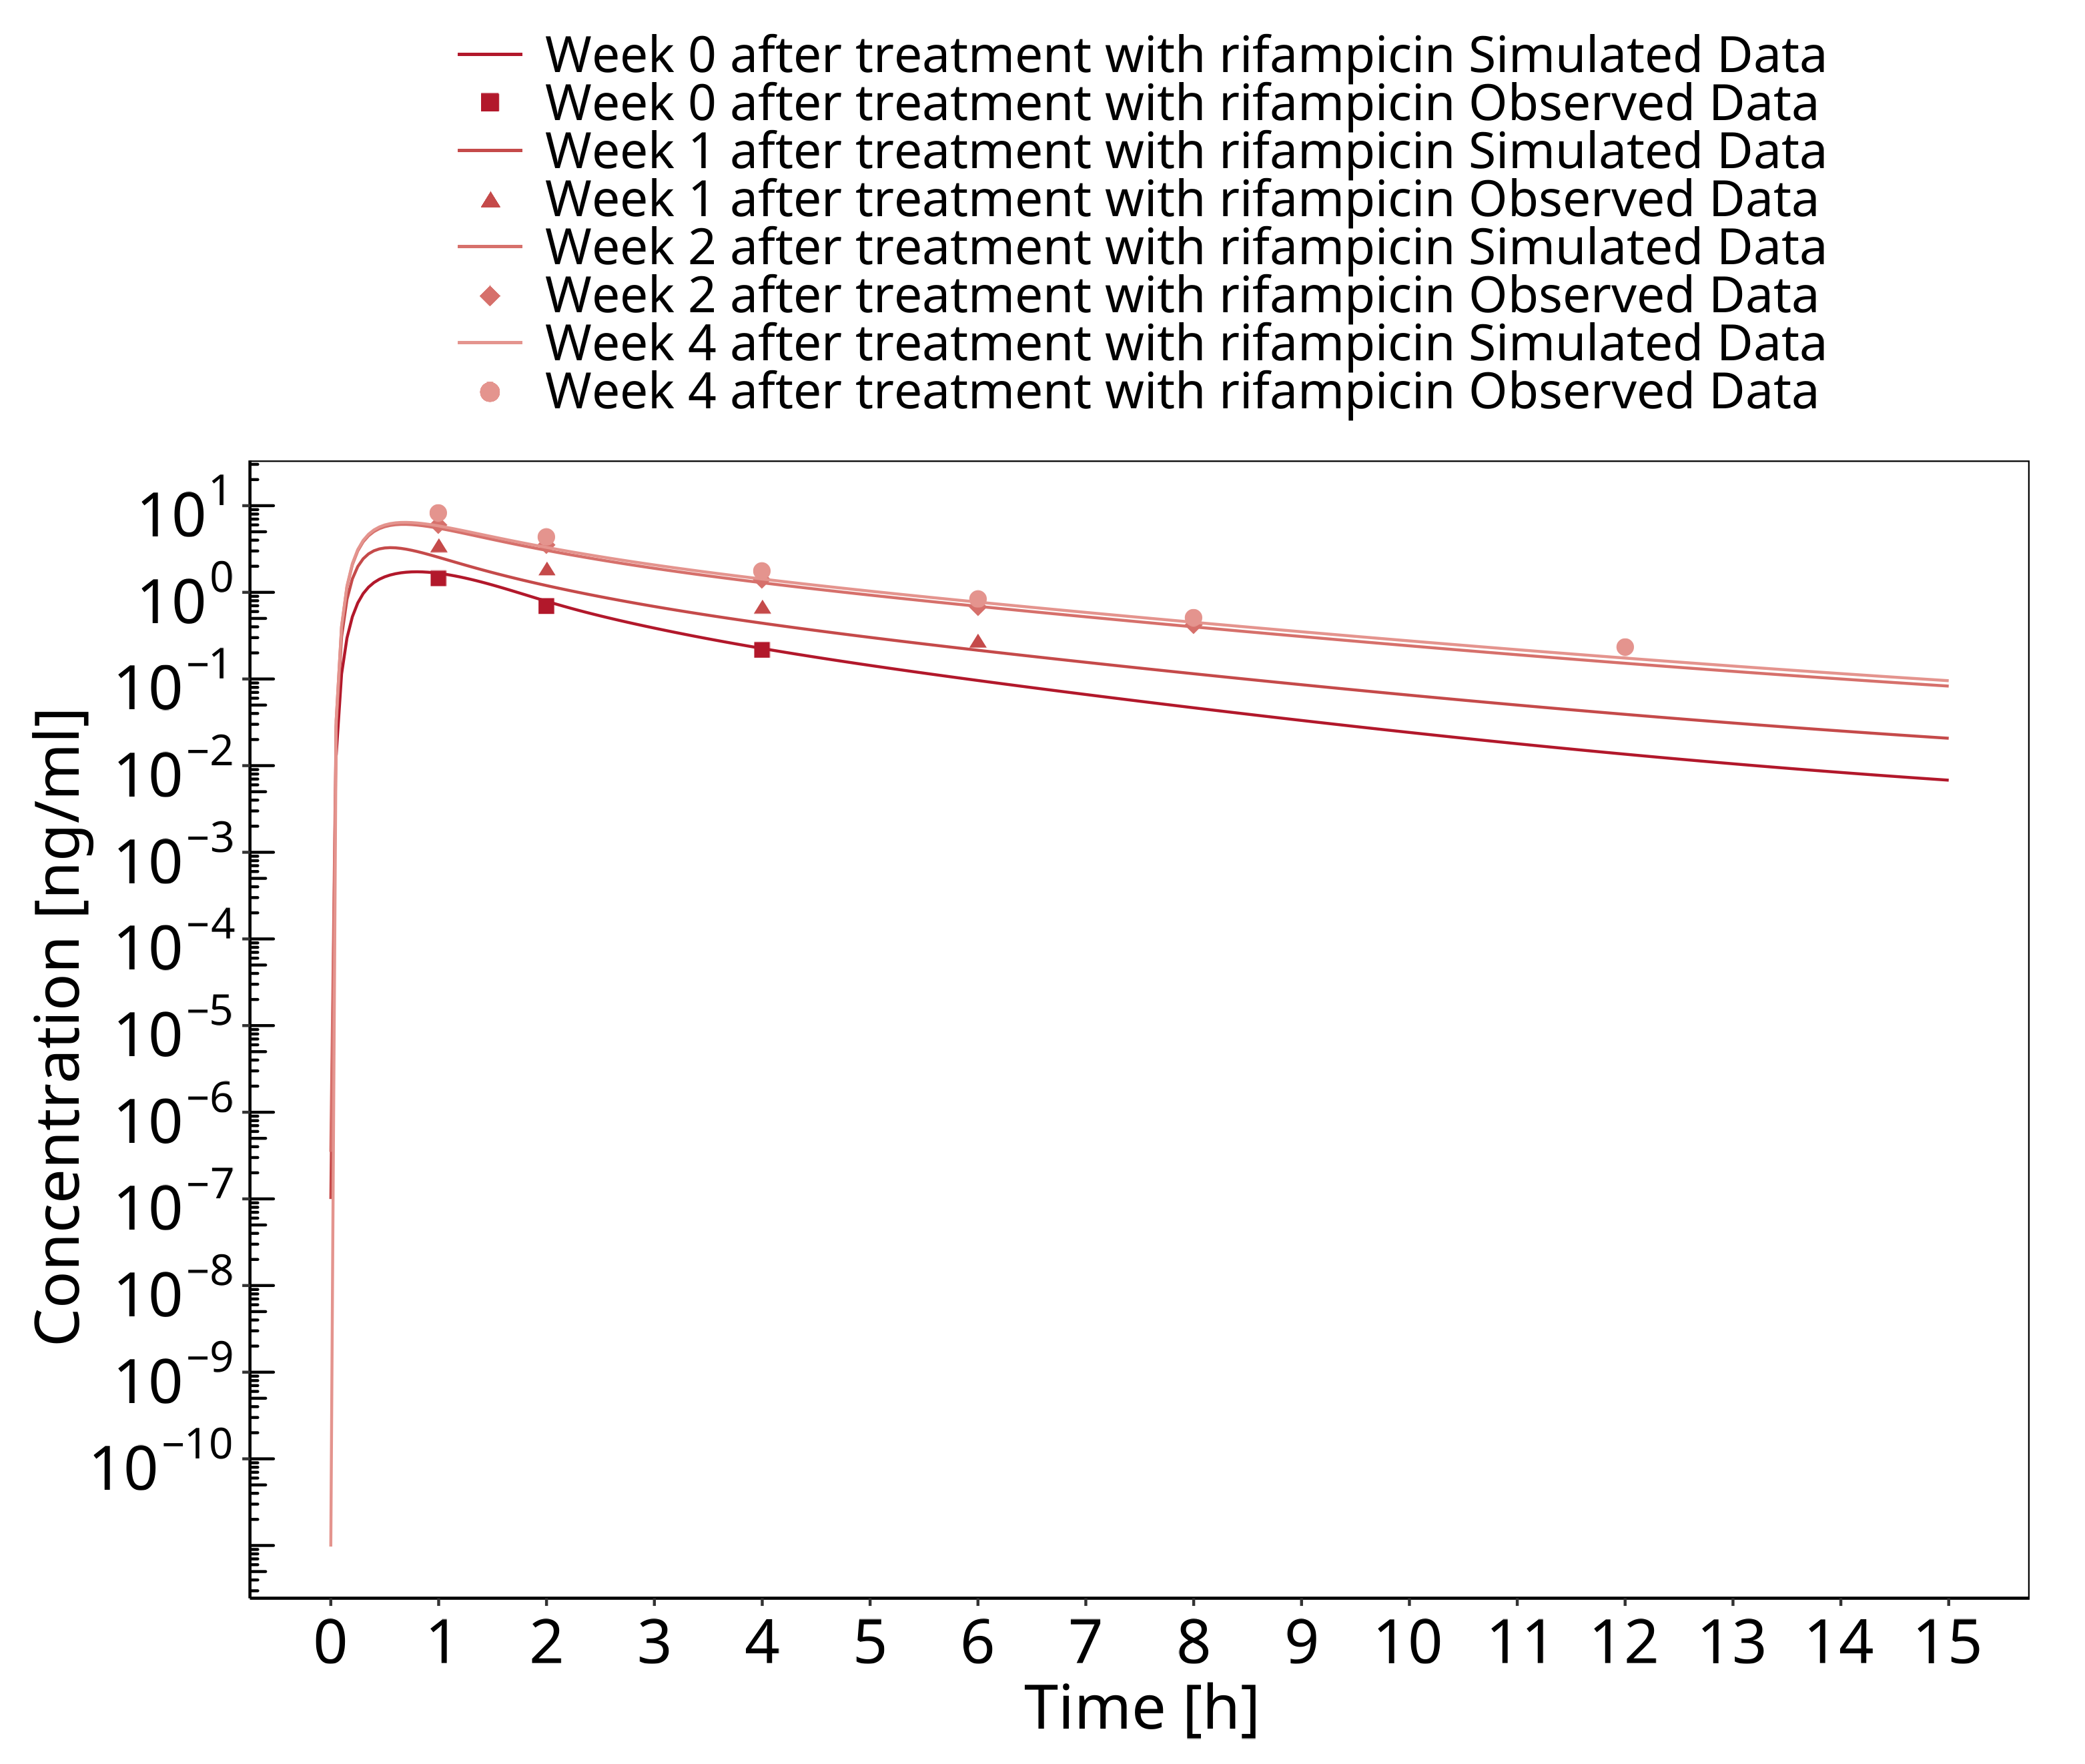 Week 0 after treatment with rifampicin Simulated Data
Week 0 after treatment with rifampicin Observed Data
Week 1 after treatment with rifampicin Simulated Data
Week 1 after treatment with rifampicin Observed Data
Week 2 after treatment with rifampicin Simulated Data
Week 2 after treatment with rifampicin Observed Data
Week 4 after treatment with rifampicin Simulated Data
Week 4 after treatment with rifampicin Observed Data
Concentration [ng/ml]
10¹
10⁰
10⁻¹
10⁻²
10⁻³
10⁻⁴
10⁻⁵
10⁻⁶
10⁻⁷
10⁻⁸
10⁻⁹
10⁻¹⁰
0 1 2 3 4 5 6 7 8 9 10 11 12 13 14 15
Time [h]